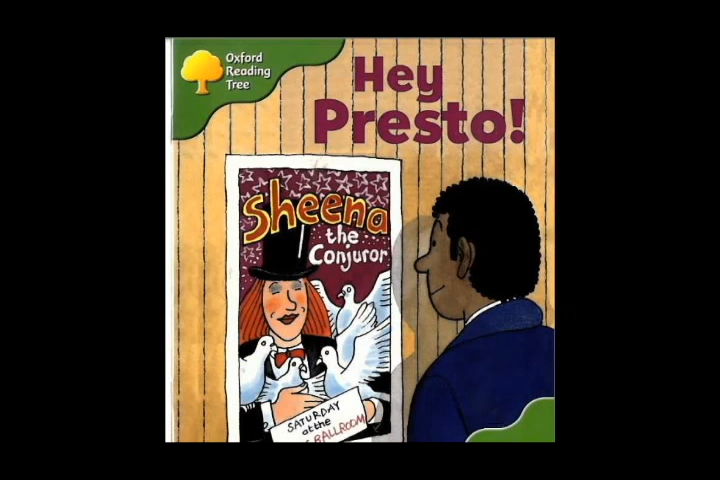 Oxford
Reading
Tree
Hey
Presto!
Sheena
the
Conjuror
SATURDAY
at the
BALLROOM